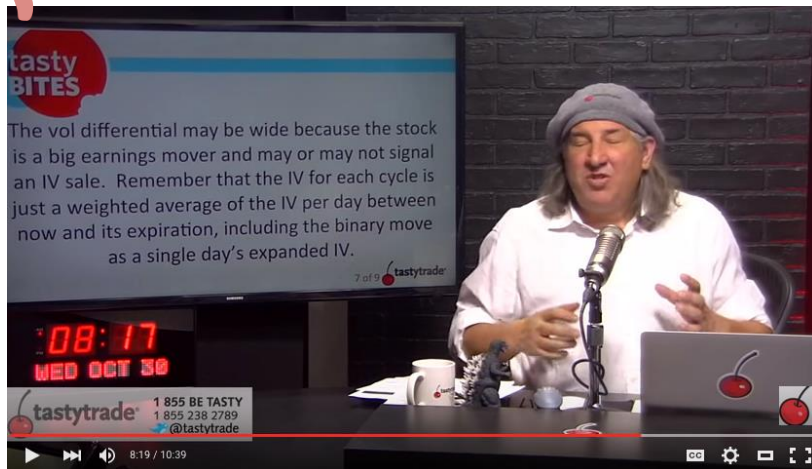 tasty
BITES
The vol differential may be wide because the stock
is a big earnings mover and may or may not signal
an IV sale. Remember that the IV for each cycle is
just a weighted average of the IV per day between
now and its expiration, including the binary move
as a single day's expanded IV.
7 of 9 tastytrade
SAMSUNG
08:17
WED OCT 30
tastytrade
1 855 BE TASTY
1 855 238 2789
@tastytrade
8:19 / 10:39
CC